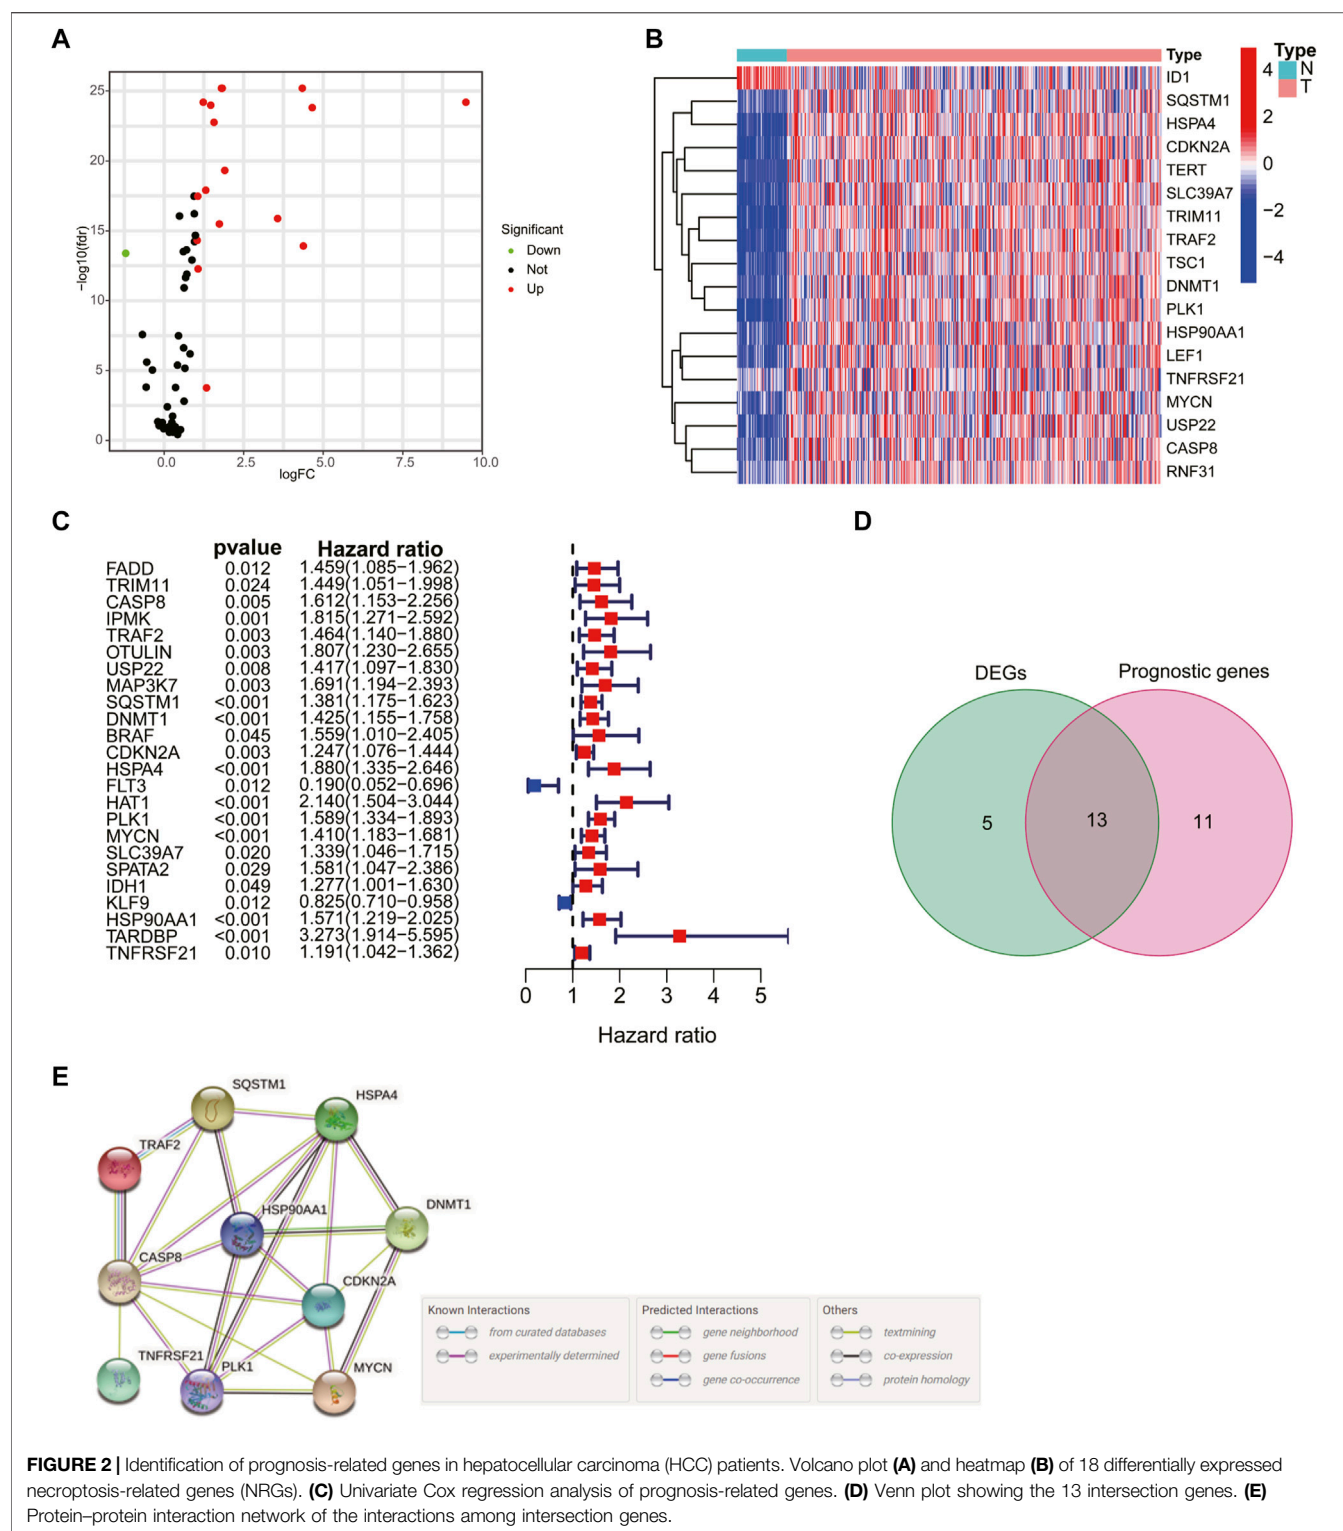 A
25
20
15
10
5
0
−log10(fdr)
0.0 2.5 5.0 7.5 10.0
logFC
Significant
Down
Not
Up
B
Type
ID1
SQSTM1
HSPA4
CDKN2A
TERT
SLC39A7
TRIM11
TRAF2
TSC1
DNMT1
PLK1
HSP90AA1
LEF1
TNFRSF21
MYCN
USP22
CASP8
RNF31
4
2
0
−2
−4
Type
N
T
C
pvalue Hazard ratio
FADD 0.012 1.459(1.085−1.962)
TRIM11 0.024 1.449(1.051−1.998)
CASP8 0.005 1.612(1.153−2.256)
IPMK 0.001 1.815(1.271−2.592)
TRAF2 0.003 1.464(1.140−1.880)
OTULIN 0.003 1.807(1.230−2.655)
USP22 0.008 1.417(1.097−1.830)
MAP3K7 0.003 1.691(1.194−2.393)
SQSTM1 <0.001 1.381(1.175−1.623)
DNMT1 <0.001 1.425(1.155−1.758)
BRAF 0.045 1.559(1.010−2.405)
CDKN2A 0.003 1.247(1.076−1.444)
HSPA4 <0.001 1.880(1.335−2.646)
FLT3 0.012 0.190(0.052−0.696)
HAT1 <0.001 2.140(1.504−3.044)
PLK1 <0.001 1.589(1.334−1.893)
MYCN <0.001 1.410(1.183−1.681)
SLC39A7 0.020 1.339(1.046−1.715)
SPATA2 0.029 1.581(1.047−2.386)
IDH1 0.049 1.277(1.001−1.630)
KLF9 0.012 0.825(0.710−0.958)
HSP90AA1 <0.001 1.571(1.219−2.025)
TARDBP <0.001 3.273(1.914−5.595)
TNFRSF21 0.010 1.191(1.042−1.362)
0 1 2 3 4 5
Hazard ratio
D
DEGs Prognostic genes
5 13 11
E
SQSTM1
HSPA4
TRAF2
DNMT1
HSP90AA1
CASP8
CDKN2A
TNFRSF21
PLK1
MYCN
Known Interactions
from curated databases
experimentally determined
Predicted Interactions
gene neighborhood
gene fusions
gene co-occurrence
Others
textmining
co-expression
protein homology
FIGURE 2 | Identification of prognosis-related genes in hepatocellular carcinoma (HCC) patients. Volcano plot (A) and heatmap (B) of 18 differentially expressed
necroptosis-related genes (NRGs). (C) Univariate Cox regression analysis of prognosis-related genes. (D) Venn plot showing the 13 intersection genes. (E)
Protein–protein interaction network of the interactions among intersection genes.